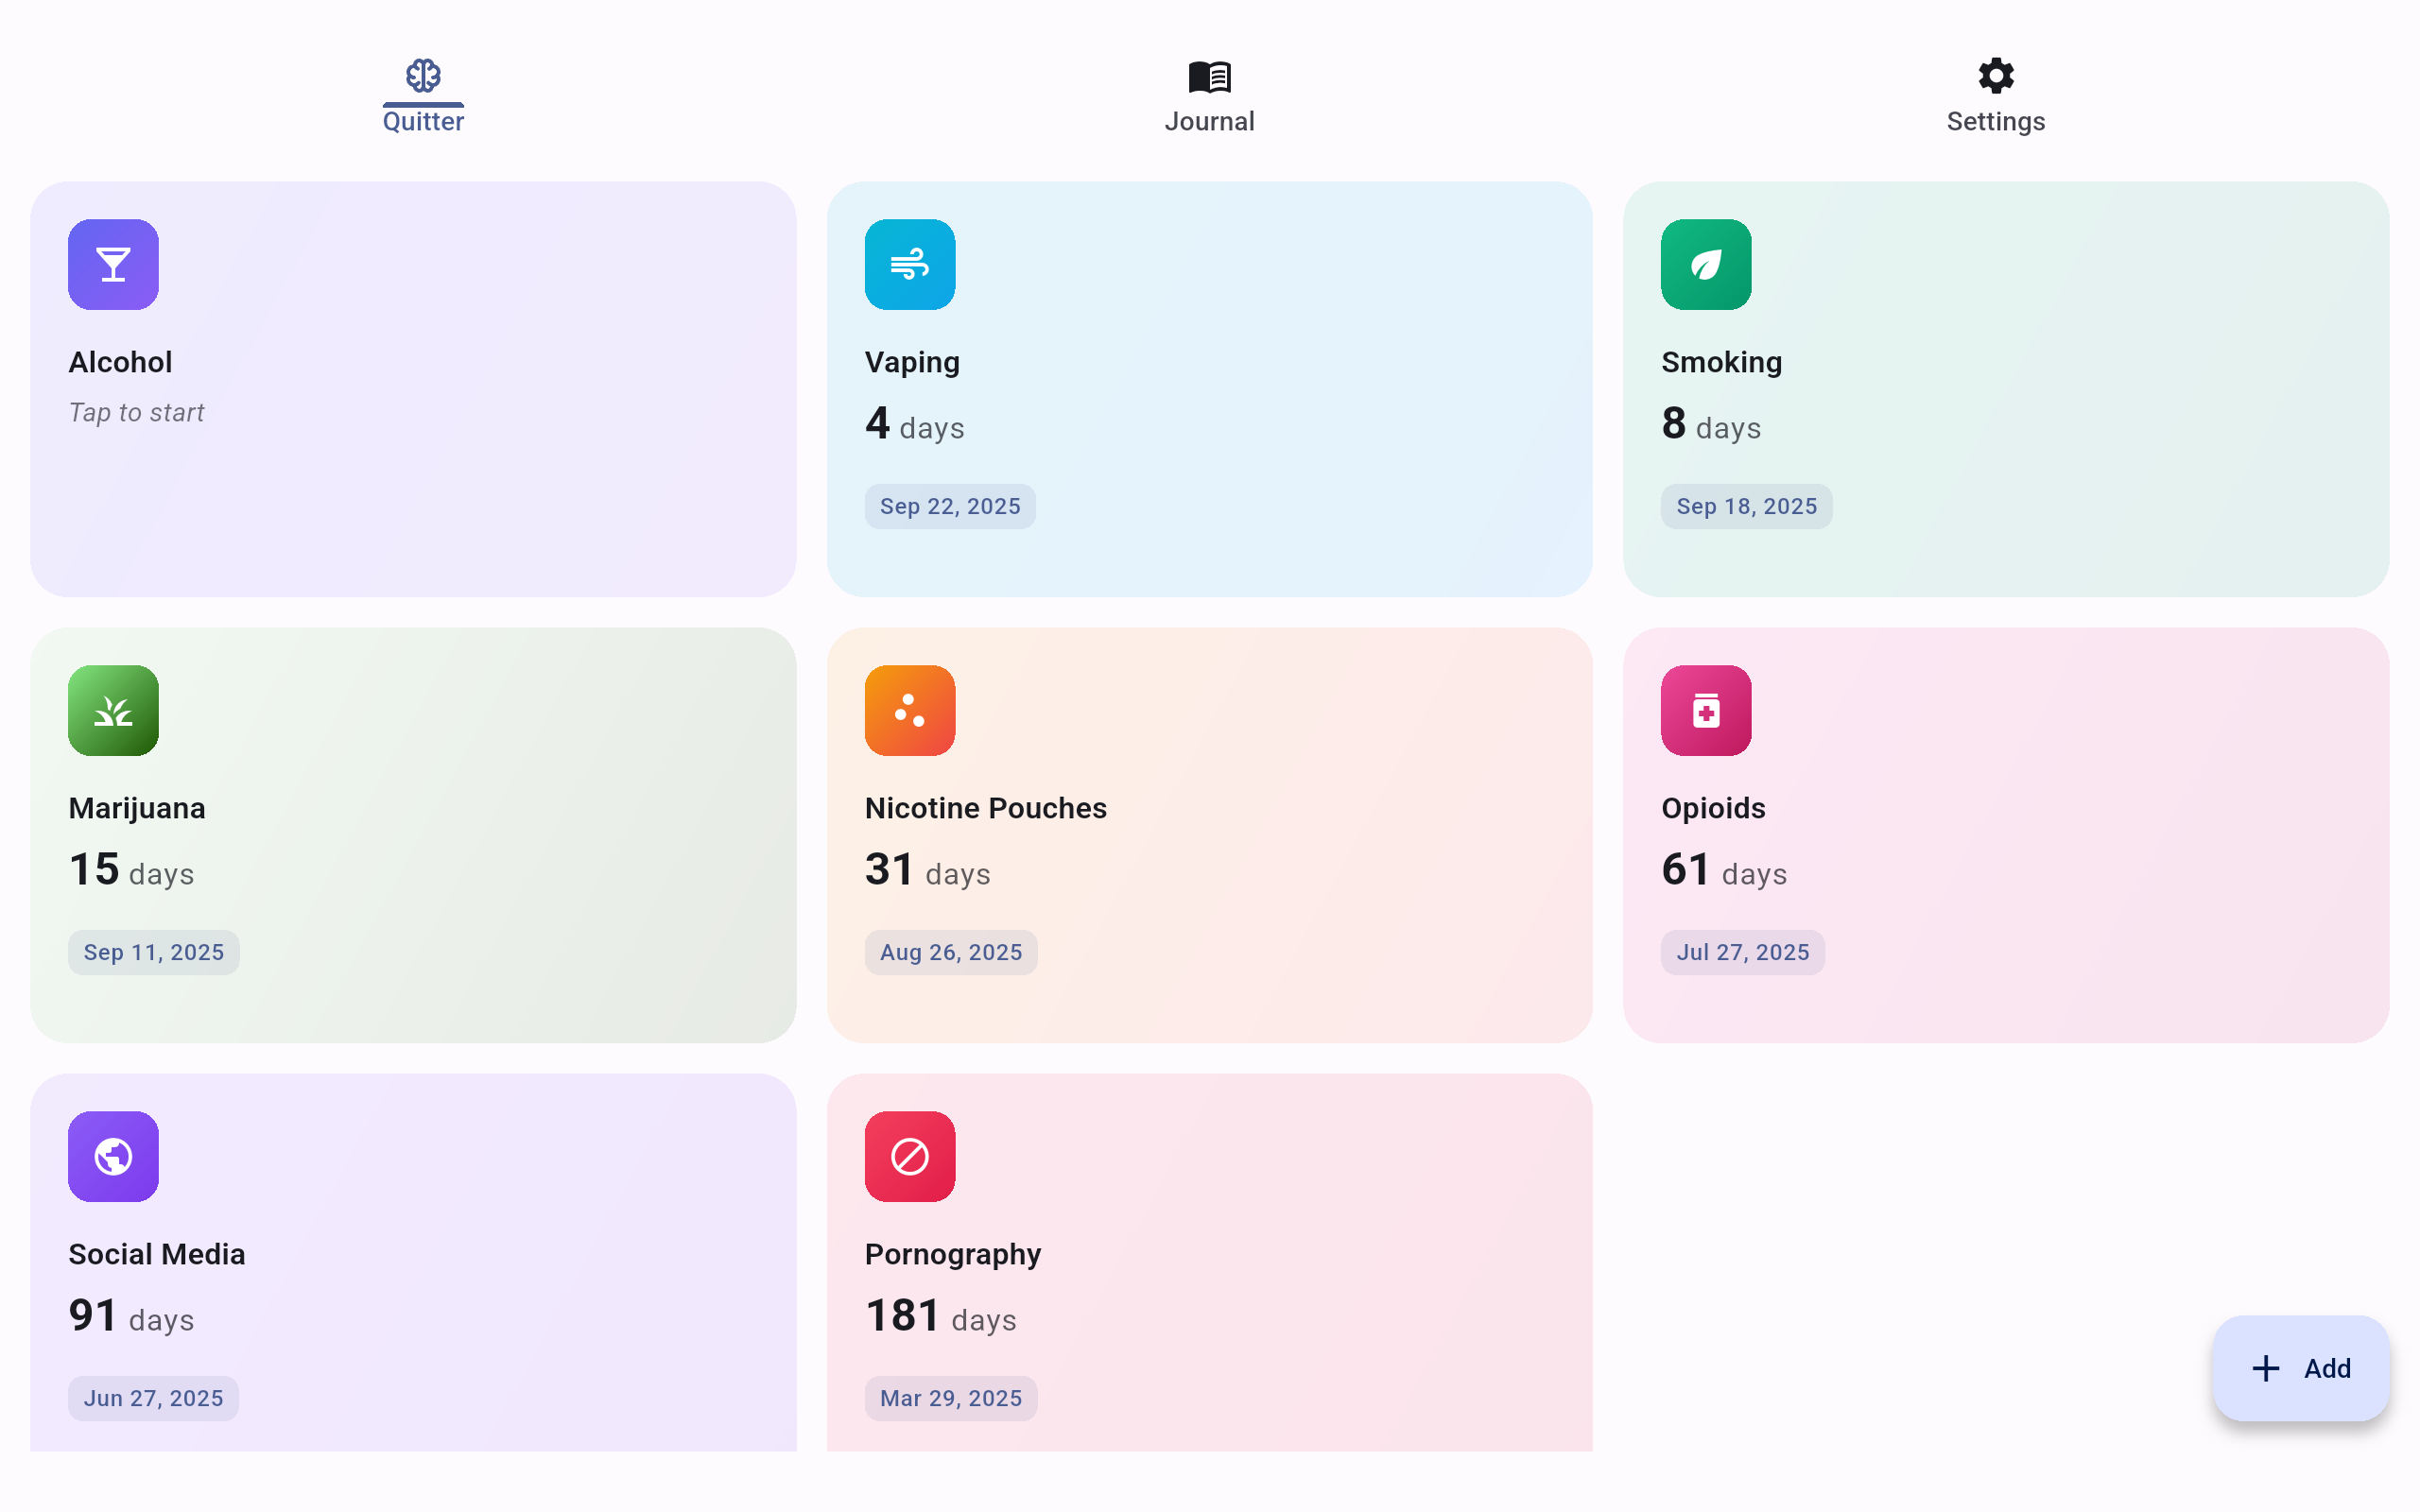 Quitter
Journal
Settings
Alcohol
Tap to start
Vaping
4 days
Sep 22, 2025
Smoking
8 days
Sep 18, 2025
Marijuana
15 days
Sep 11, 2025
Nicotine Pouches
31 days
Aug 26, 2025
Opioids
61 days
Jul 27, 2025
Social Media
91 days
Jun 27, 2025
Pornography
181 days
Mar 29, 2025
Add